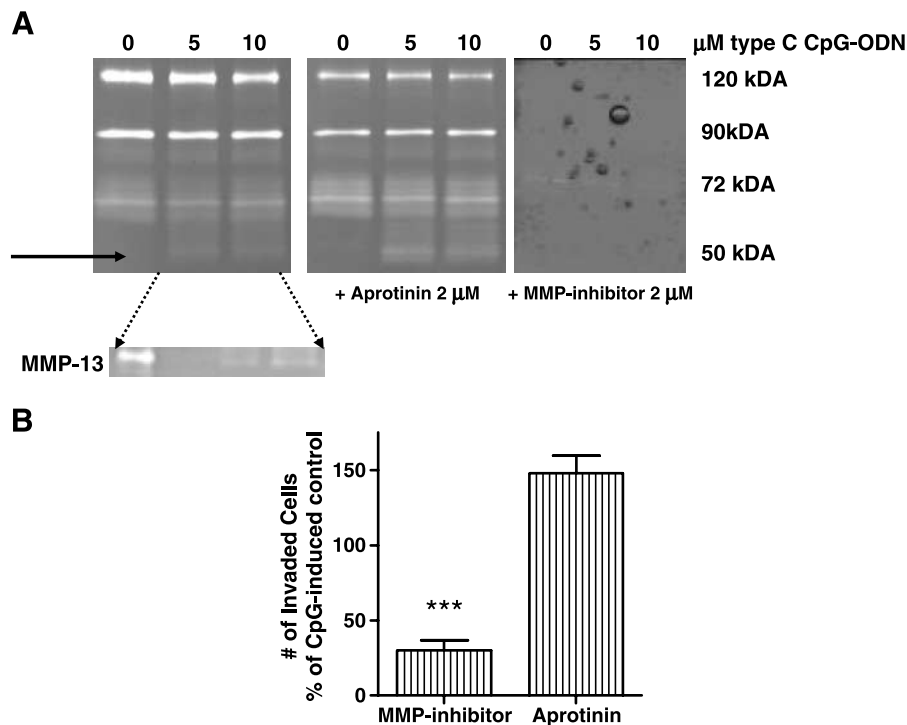 A
0 5 10 0 5 10 0 5 10 µM type C CpG-ODN
120 kDA
90kDA
72 kDA
50 kDA
+ Aprotinin 2 µM + MMP-inhibitor 2 µM
MMP-13
B
# of Invaded Cells
% of CpG-induced control
150
100
50
0
***
MMP-inhibitor Aprotinin